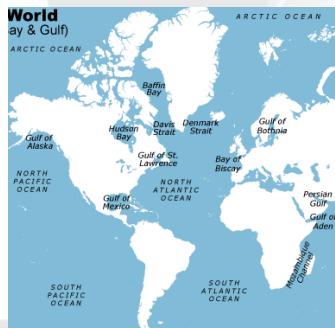 World
ay & Gulf)
ARCTIC OCEAN
ARCTIC OCEAN
Baffin
Bay
Davis
Strait
Denmark
Strait
Hudson
Bay
Gulf of
Alaska
Gulf of St.
Lawrence
Gulf of
Bothnia
Bay of
Biscay
NORTH
PACIFIC
OCEAN
NORTH
ATLANTIC
OCEAN
Gulf of
Mexico
Persian
Gulf
Gulf of
Aden
Mozambique
Channel
SOUTH
PACIFIC
OCEAN
SOUTH
ATLANTIC
OCEAN